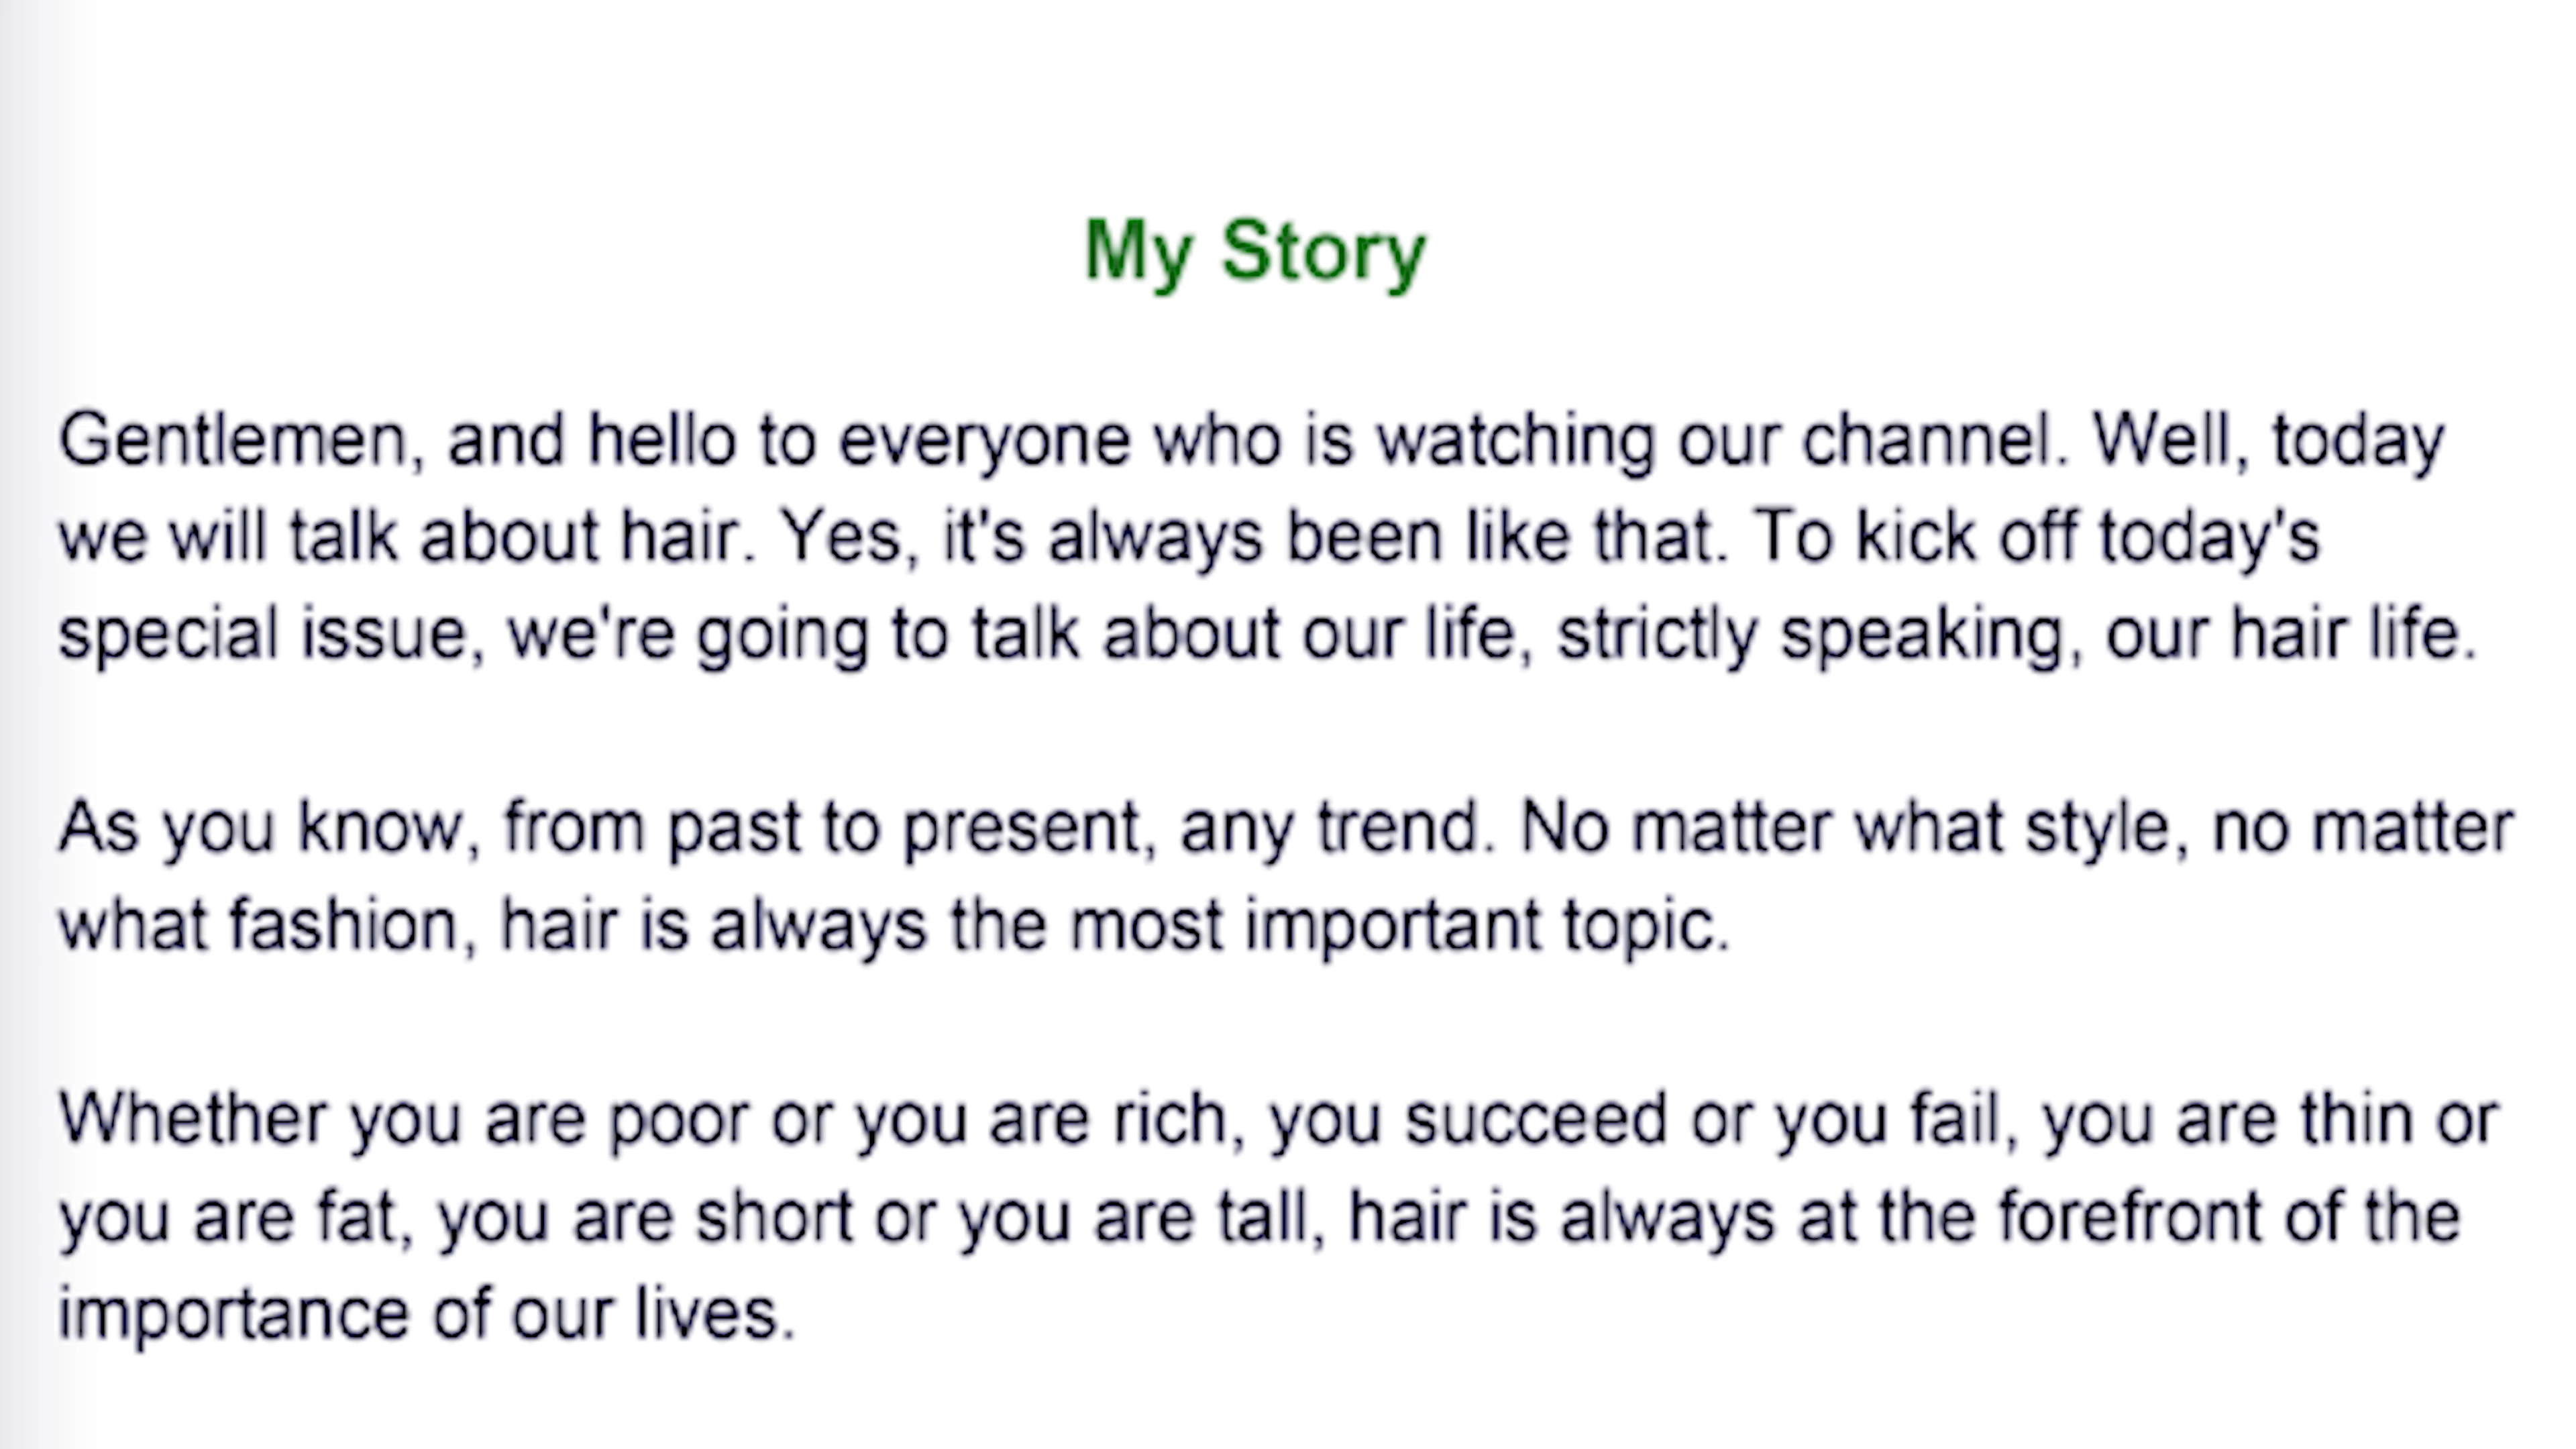 My Story
Gentlemen, and hello to everyone who is watching our channel. Well, today
we will talk about hair. Yes, it's always been like that. To kick off today's
special issue, we're going to talk about our life, strictly speaking, our hair life.
As you know, from past to present, any trend. No matter what style, no matter
what fashion, hair is always the most important topic.
Whether you are poor or you are rich, you succeed or you fail, you are thin or
you are fat, you are short or you are tall, hair is always at the forefront of the
importance of our lives.